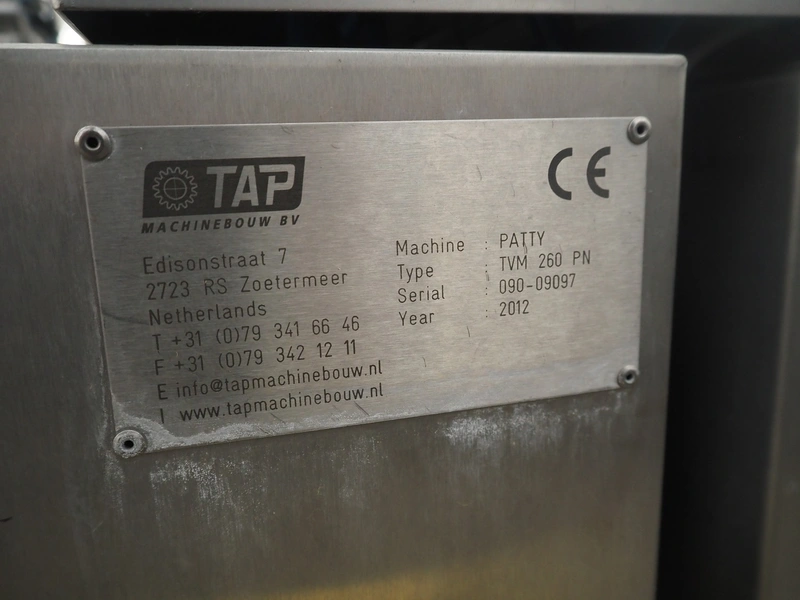 TAP
MACHINEBOUW BV
CE
Edisonstraat 7
2723 RS Zoetermeer
Netherlands
T +31 (0)79 341 66 46
F +31 (0)79 342 12 11
E info@tapmachinebouw.nl
I www.tapmachinebouw.nl
Machine : PATTY
Type : TVM 260 PN
Serial : 090-09097
Year : 2012